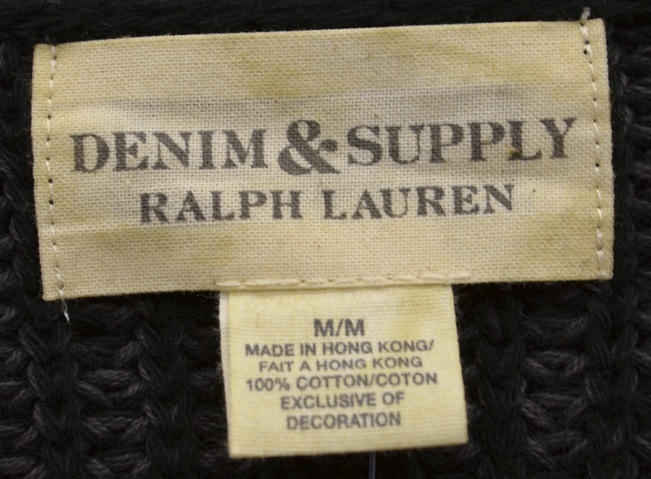 DENIM & SUPPLY
RALPH LAUREN
M/M
MADE IN HONG KONG/
FAIT A HONG KONG
100% COTTON/COTON
EXCLUSIVE OF
DECORATION